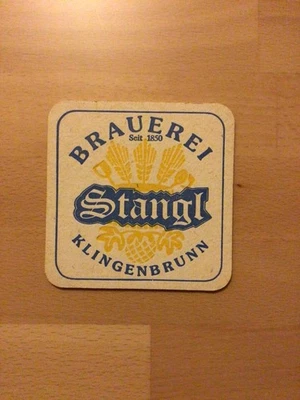 BRAUEREI
Seit 1850
Stangl
KLINGENBRUNN